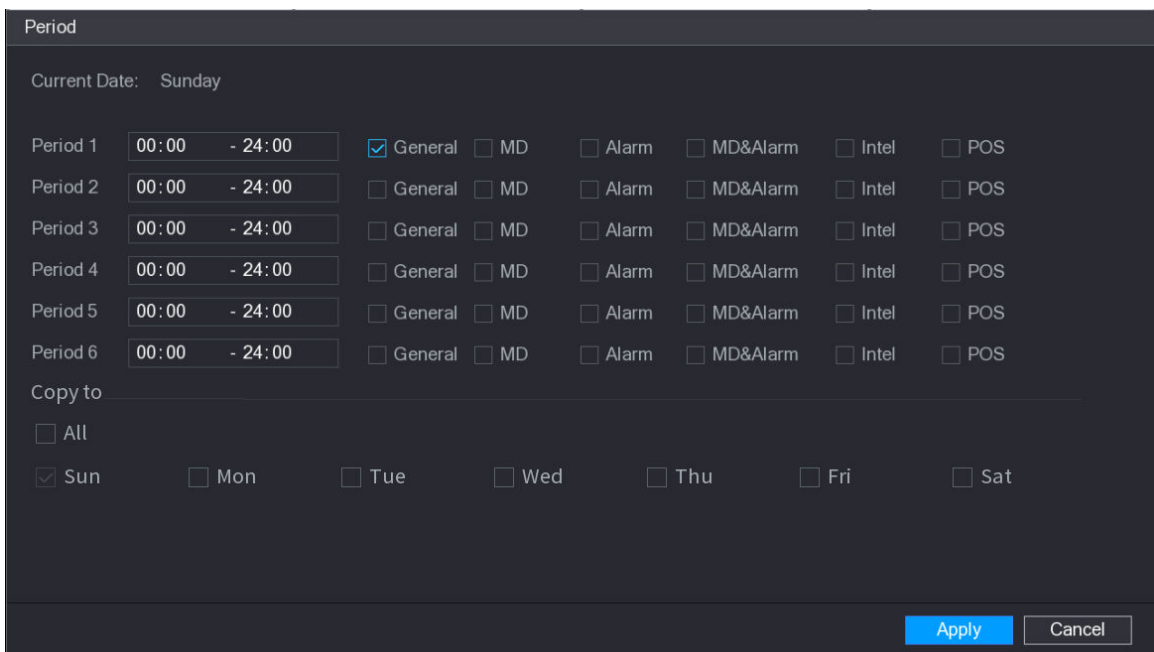 Period
Current Date: Sunday
Period 1 00:00 - 24:00 General MD Alarm MD&Alarm Intel POS
Period 2 00:00 - 24:00 General MD Alarm MD&Alarm Intel POS
Period 3 00:00 - 24:00 General MD Alarm MD&Alarm Intel POS
Period 4 00:00 - 24:00 General MD Alarm MD&Alarm Intel POS
Period 5 00:00 - 24:00 General MD Alarm MD&Alarm Intel POS
Period 6 00:00 - 24:00 General MD Alarm MD&Alarm Intel POS
Copy to
All
Sun Mon Tue Wed Thu Fri Sat
Apply Cancel